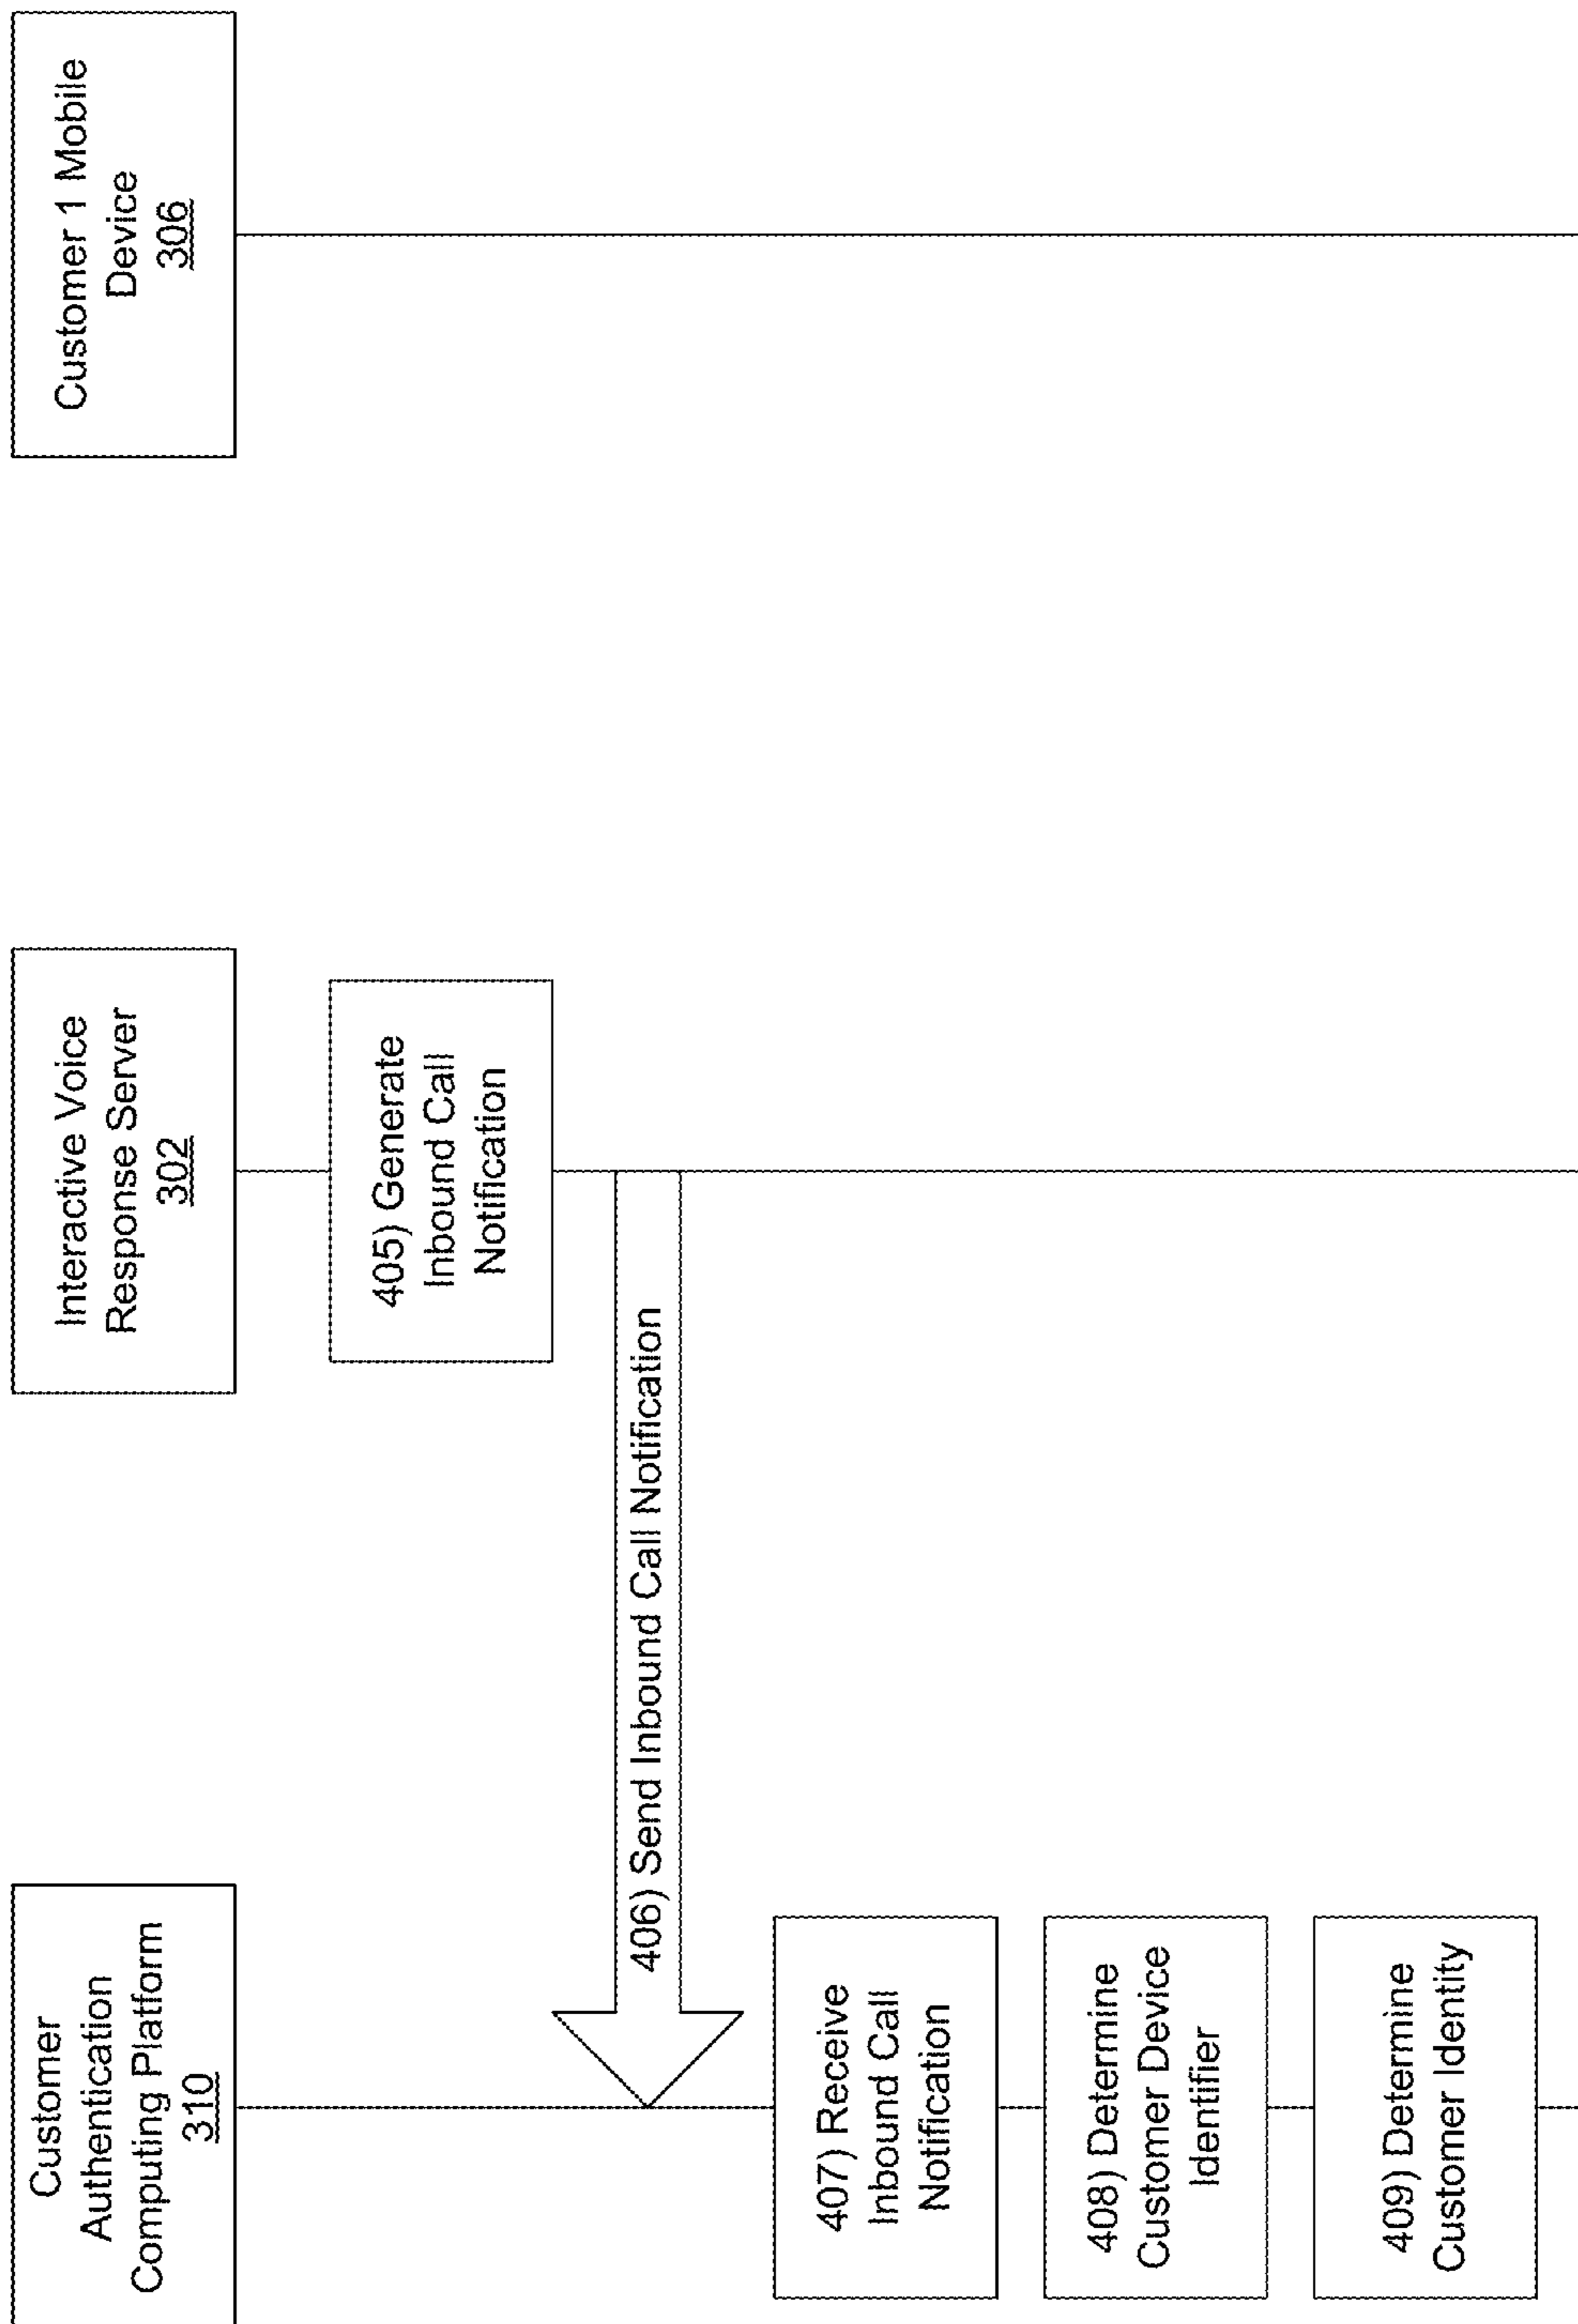 Customer
Authentication
Computing Platform
310
Interactive Voice
Response Server
302
Customer 1 Mobile
Device
306
405) Generate
Inbound Call
Notification
406) Send Inbound Call Notification
407) Receive
Inbound Call
Notification
408) Determine
Customer Device
Identifier
409) Determine
Customer Identity